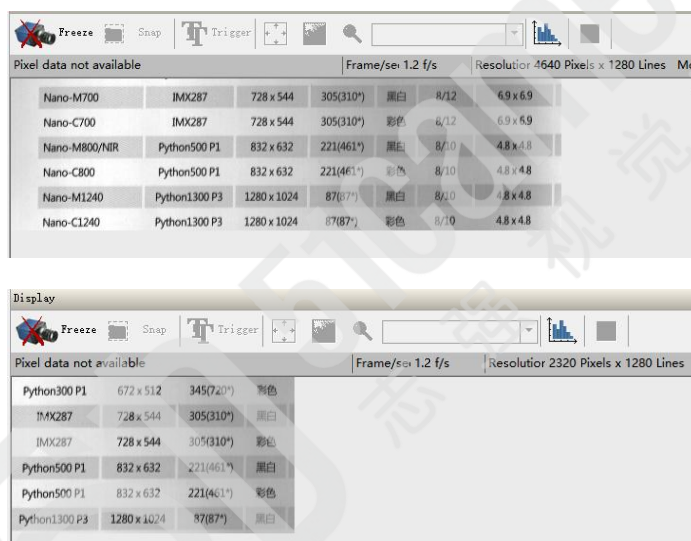 Freeze Snap Trigger
Pixel data not available Frame/sec 1.2 f/s Resolutior 4640 Pixels x 1280 Lines Mo
Nano-M700 IMX287 728 x 544 305(310*) 黑白 8/12 6.9 x 6.9
Nano-C700 IMX287 728 x 544 305(310*) 彩色 6/12 6.9 x 6.9
Nano-M800/NIR Python500 P1 832 x 632 221(461*) 黑白 8/10 4.8 x 4.8
Nano-C800 Python500 P1 832 x 632 221(461*) 彩色 8/10 4.8 x 4.8
Nano-M1240 Python1300 P3 1280 x 1024 87(87*) 黑白 8/10 4.8 x 4.8
Nano-C1240 Python1300 P3 1280 x 1024 87(87*) 彩色 8/10 4.8 x 4.8
Display
Freeze Snap Trigger
Pixel data not available Frame/sec 1.2 f/s Resolutior 2320 Pixels x 1280 Lines
Python300 P1 672 x 512 345(720*) 彩色
IMX287 728 x 544 305(310*) 黑白
IMX287 728 x 544 305(310*) 彩色
Python500 P1 832 x 632 221(461*) 黑白
Python500 P1 832 x 632 221(461*) 彩色
Python1300 P3 1280 x 1024 87(87*) 黑白